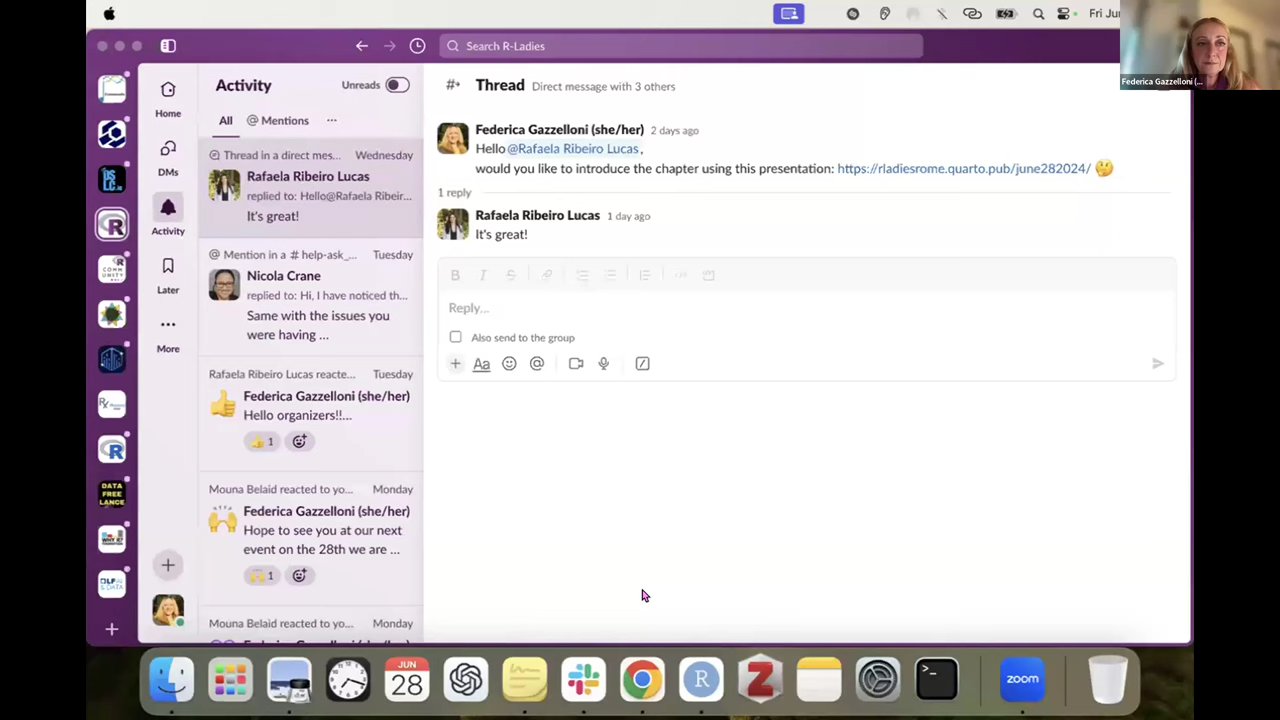 Fri Jun
Search R-Ladies
Federica Gazzelloni (...
Home
DMs
Activity
Later
More
Activity
Unreads
All
@ Mentions
...
Thread in a direct mes...
Wednesday
Rafaela Ribeiro Lucas
replied to: Hello@Rafaela Ribeir...
It's great!
Mention in a # help-ask_...
Tuesday
Nicola Crane
replied to: Hi, I have noticed th...
Same with the issues you
were having ...
Rafaela Ribeiro Lucas reacte...
Tuesday
Federica Gazzelloni (she/her)
Hello organizers!!...
1
Mouna Belaid reacted to yo...
Monday
Federica Gazzelloni (she/her)
Hope to see you at our next
event on the 28th we are ...
1
Mouna Belaid reacted to yo...
Monday
Thread Direct message with 3 others
Federica Gazzelloni (she/her) 2 days ago
Hello @Rafaela Ribeiro Lucas ,
would you like to introduce the chapter using this presentation: https://rladiesrome.quarto.pub/june282024/
1 reply
Rafaela Ribeiro Lucas 1 day ago
It's great!
B I S
Reply...
Also send to the group
Aa
DATA
FREE
LANCE
JUN
28
R
Z
zoom